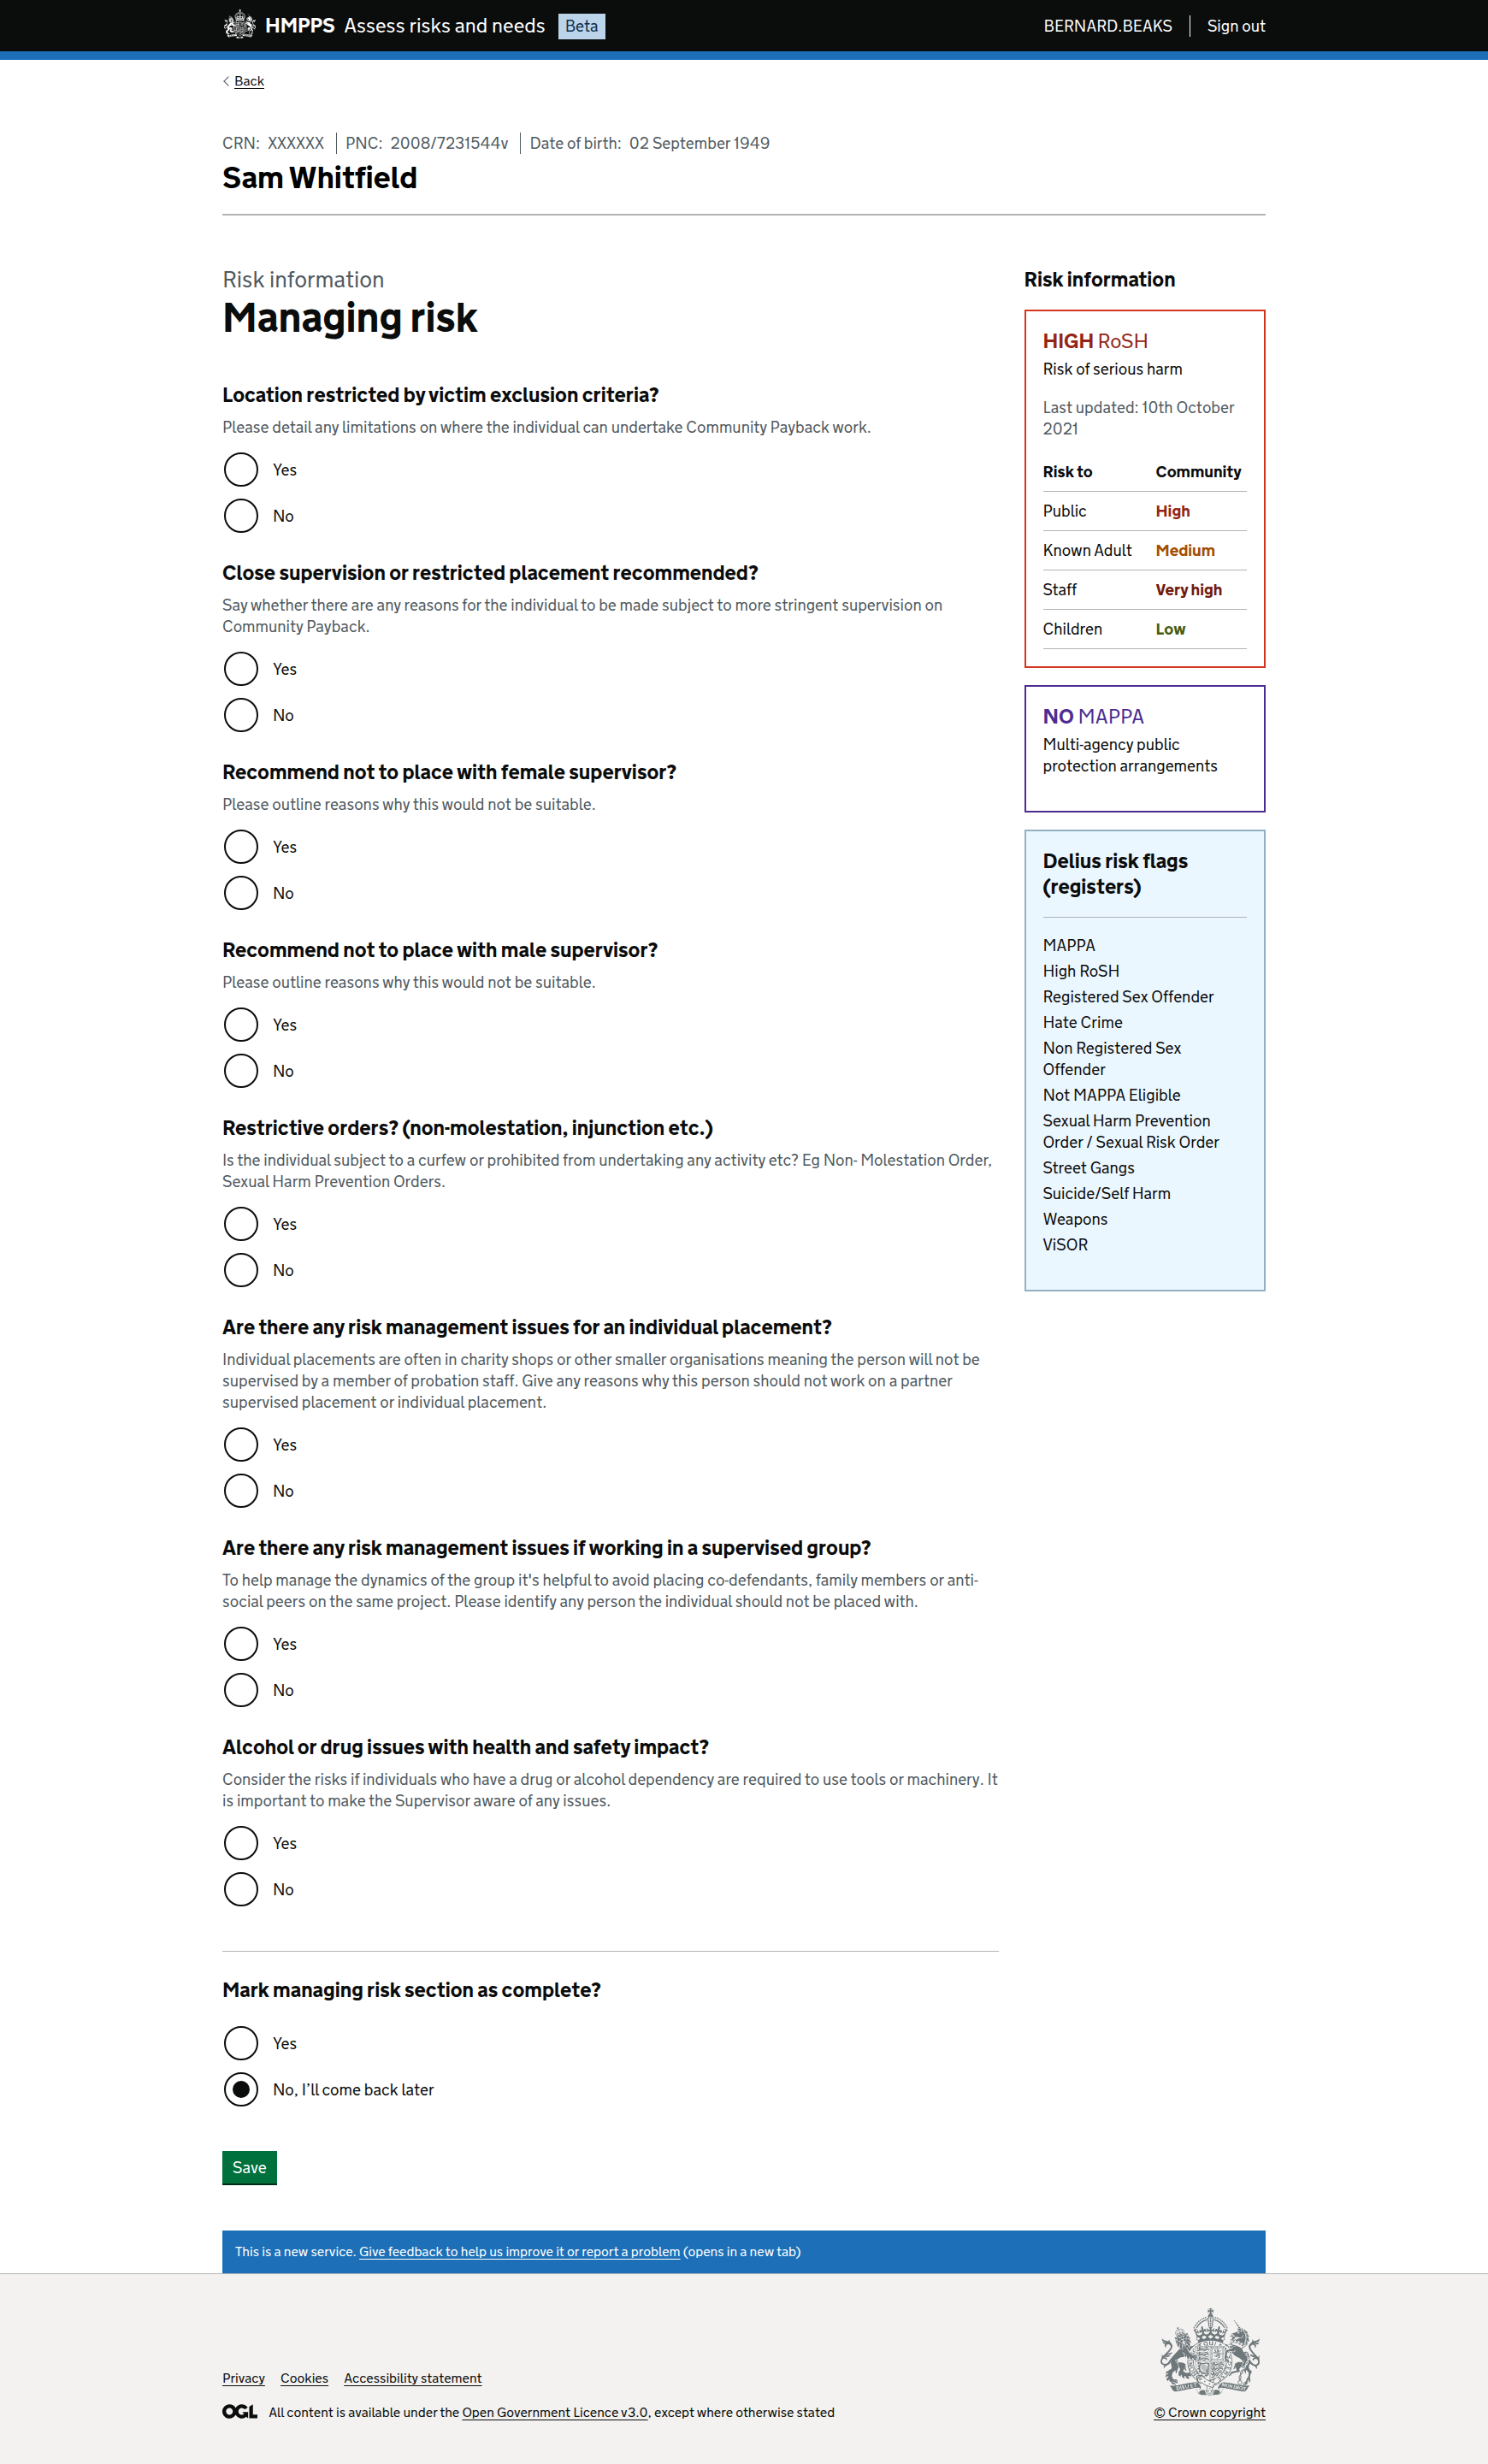 HMPPS Assess risks and needs Beta
BERNARD.BEAKS Sign out
Back
CRN: XXXXXX PNC: 2008/7231544v Date of birth: 02 September 1949
Sam Whitfield
Risk information
Managing risk
Location restricted by victim exclusion criteria?
Please detail any limitations on where the individual can undertake Community Payback work.
Yes
No
Close supervision or restricted placement recommended?
Say whether there are any reasons for the individual to be made subject to more stringent supervision on
Community Payback.
Yes
No
Recommend not to place with female supervisor?
Please outline reasons why this would not be suitable.
Yes
No
Recommend not to place with male supervisor?
Please outline reasons why this would not be suitable.
Yes
No
Restrictive orders? (non-molestation, injunction etc.)
Is the individual subject to a curfew or prohibited from undertaking any activity etc? Eg Non- Molestation Order,
Sexual Harm Prevention Orders.
Yes
No
Are there any risk management issues for an individual placement?
Individual placements are often in charity shops or other smaller organisations meaning the person will not be
supervised by a member of probation staff. Give any reasons why this person should not work on a partner
supervised placement or individual placement.
Yes
No
Are there any risk management issues if working in a supervised group?
To help manage the dynamics of the group it's helpful to avoid placing co-defendants, family members or anti-
social peers on the same project. Please identify any person the individual should not be placed with.
Yes
No
Alcohol or drug issues with health and safety impact?
Consider the risks if individuals who have a drug or alcohol dependency are required to use tools or machinery. It
is important to make the Supervisor aware of any issues.
Yes
No
Mark managing risk section as complete?
Yes
No, I’ll come back later
Save
Risk information
HIGH RoSH
Risk of serious harm
Last updated: 10th October
2021
Risk to Community
Public High
Known Adult Medium
Staff Very high
Children Low
NO MAPPA
Multi-agency public
protection arrangements
Delius risk flags
(registers)
MAPPA
High RoSH
Registered Sex Offender
Hate Crime
Non Registered Sex
Offender
Not MAPPA Eligible
Sexual Harm Prevention
Order / Sexual Risk Order
Street Gangs
Suicide/Self Harm
Weapons
ViSOR
This is a new service. Give feedback to help us improve it or report a problem (opens in a new tab)
Privacy Cookies Accessibility statement
OGL All content is available under the Open Government Licence v3.0, except where otherwise stated
© Crown copyright